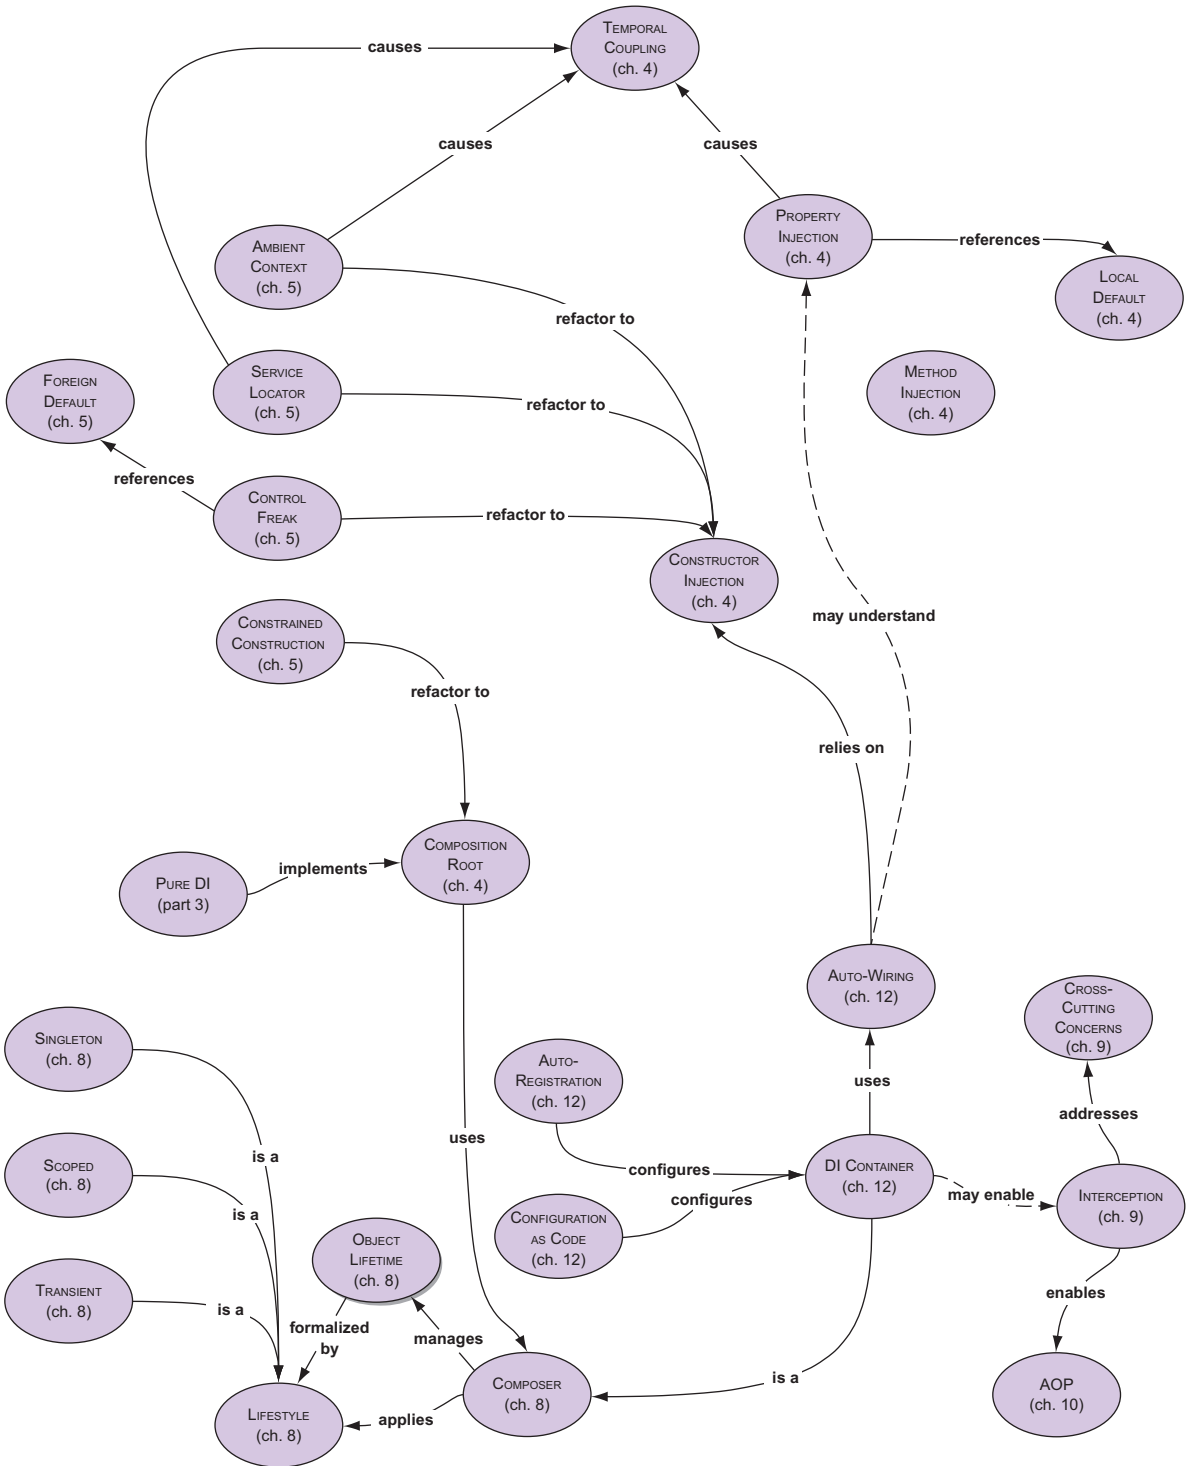 TEMPORAL
COUPLING
(ch. 4)
causes
causes
causes
PROPERTY
INJECTION
(ch. 4)
references
AMBIENT
CONTEXT
(ch. 5)
LOCAL
DEFAULT
(ch. 4)
refactor to
FOREIGN
DEFAULT
(ch. 5)
SERVICE
LOCATOR
(ch. 5)
METHOD
INJECTION
(ch. 4)
refactor to
references
CONTROL
FREAK
(ch. 5)
refactor to
CONSTRUCTOR
INJECTION
(ch. 4)
CONSTRAINED
CONSTRUCTION
(ch. 5)
may understand
refactor to
relies on
COMPOSITION
ROOT
(ch. 4)
implements
PURE DI
(part 3)
AUTO-WIRING
(ch. 12)
CROSS-
CUTTING
CONCERNS
(ch. 9)
SINGLETON
(ch. 8)
AUTO-
REGISTRATION
(ch. 12)
uses
addresses
uses
is a
SCOPED
(ch. 8)
configures
DI CONTAINER
(ch. 12)
configures
may enable
INTERCEPTION
(ch. 9)
is a
CONFIGURATION
AS CODE
(ch. 12)
OBJECT
LIFETIME
(ch. 8)
TRANSIENT
(ch. 8)
is a
enables
formalized
by
manages
COMPOSER
(ch. 8)
is a
AOP
(ch. 10)
LIFESTYLE
(ch. 8)
applies